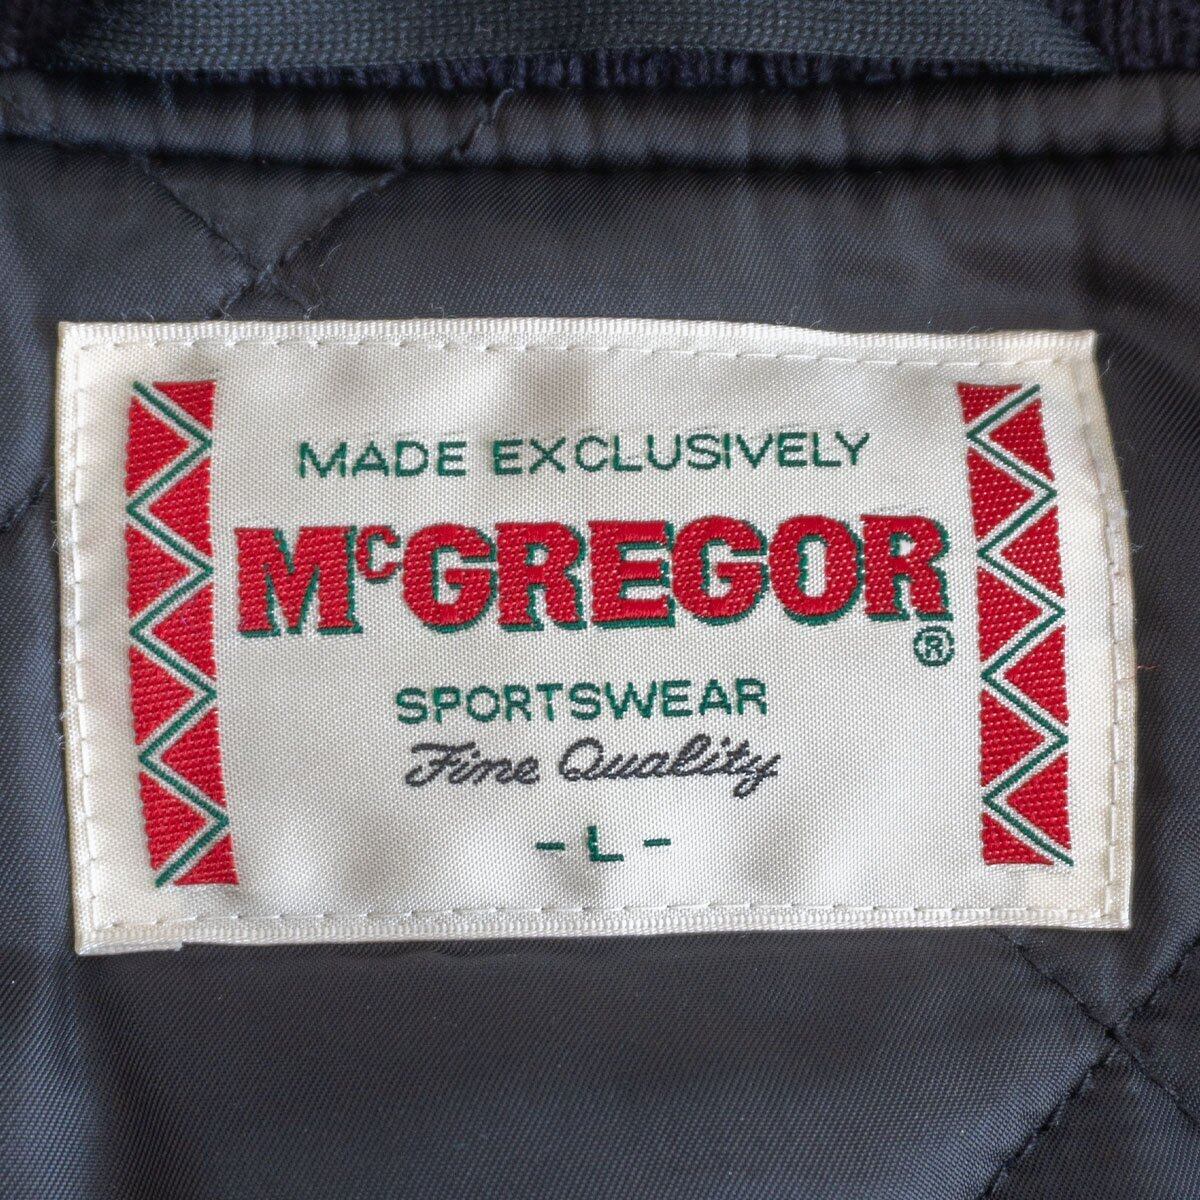 MADE EXCLUSIVELY
McGREGOR®
SPORTSWEAR
Fine Quality
- L -